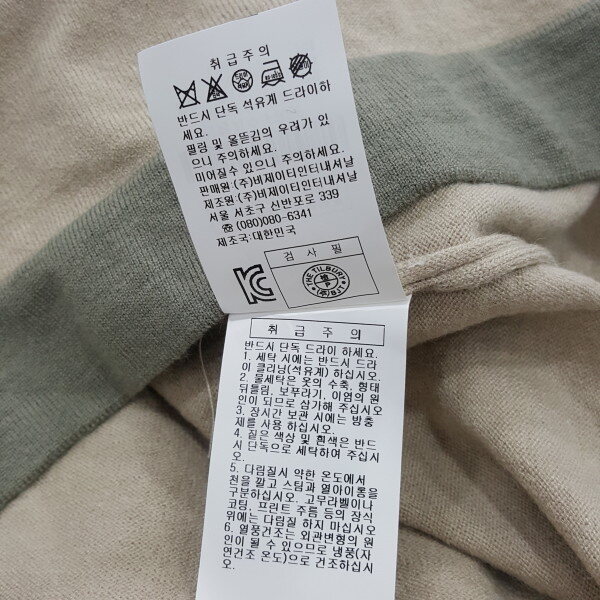 취 급 주 의
반드시 단독 석유계 드라이하
세요.
필링 및 올뜯김의 우려가 있
으니 주의하세요.
미어질수 있으니 주의하세요
판매원:(주)비제이티인터내셔날
제조원:(주)비제이티인터내셔날
서울 서초구 신반포로 339
☎(080)080-6341
제조국:대한민국
검 사 필
THE TILBURY
檢
P
(주)BJT
취 급 주 의
반드시 단독 드라이 하세요.
1. 세탁 시에는 반드시 드라
이 클리닝(석유계) 하십시오.
2. 물세탁은 옷의 수축, 형태
뒤틀림, 보푸라기, 이염의 원
인이 되므로 삼가해 주십시오
3. 장시간 보관 시에는 방충
제를 사용 하십시오.
4. 짙은 색상 및 흰색은 반드
시 단독으로 세탁하여 주십시
오.
5. 다림질시 약한 온도에서
천을 깔고 스팀과 열아이롱을
구분하십시오. 고무라벨이나
코팅, 프린트 주름 등의 장식
위에는 다림질 하지 마십시오
6. 열풍건조는 외관변형의 원
인이 될 수 있으므로 냉풍(자
연건조 온도)으로 건조하십시
오.